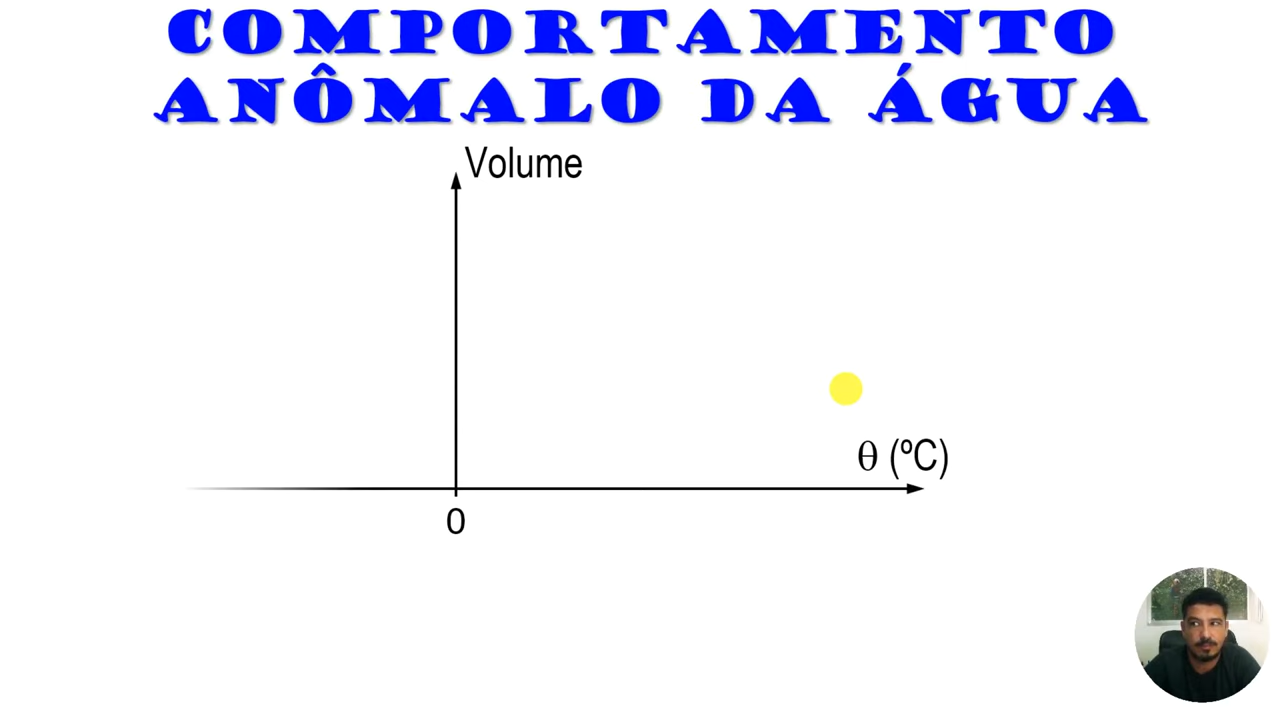 COMPORTAMENTO
ANÔMALO DA ÁGUA
Volume
θ (ºC)
0